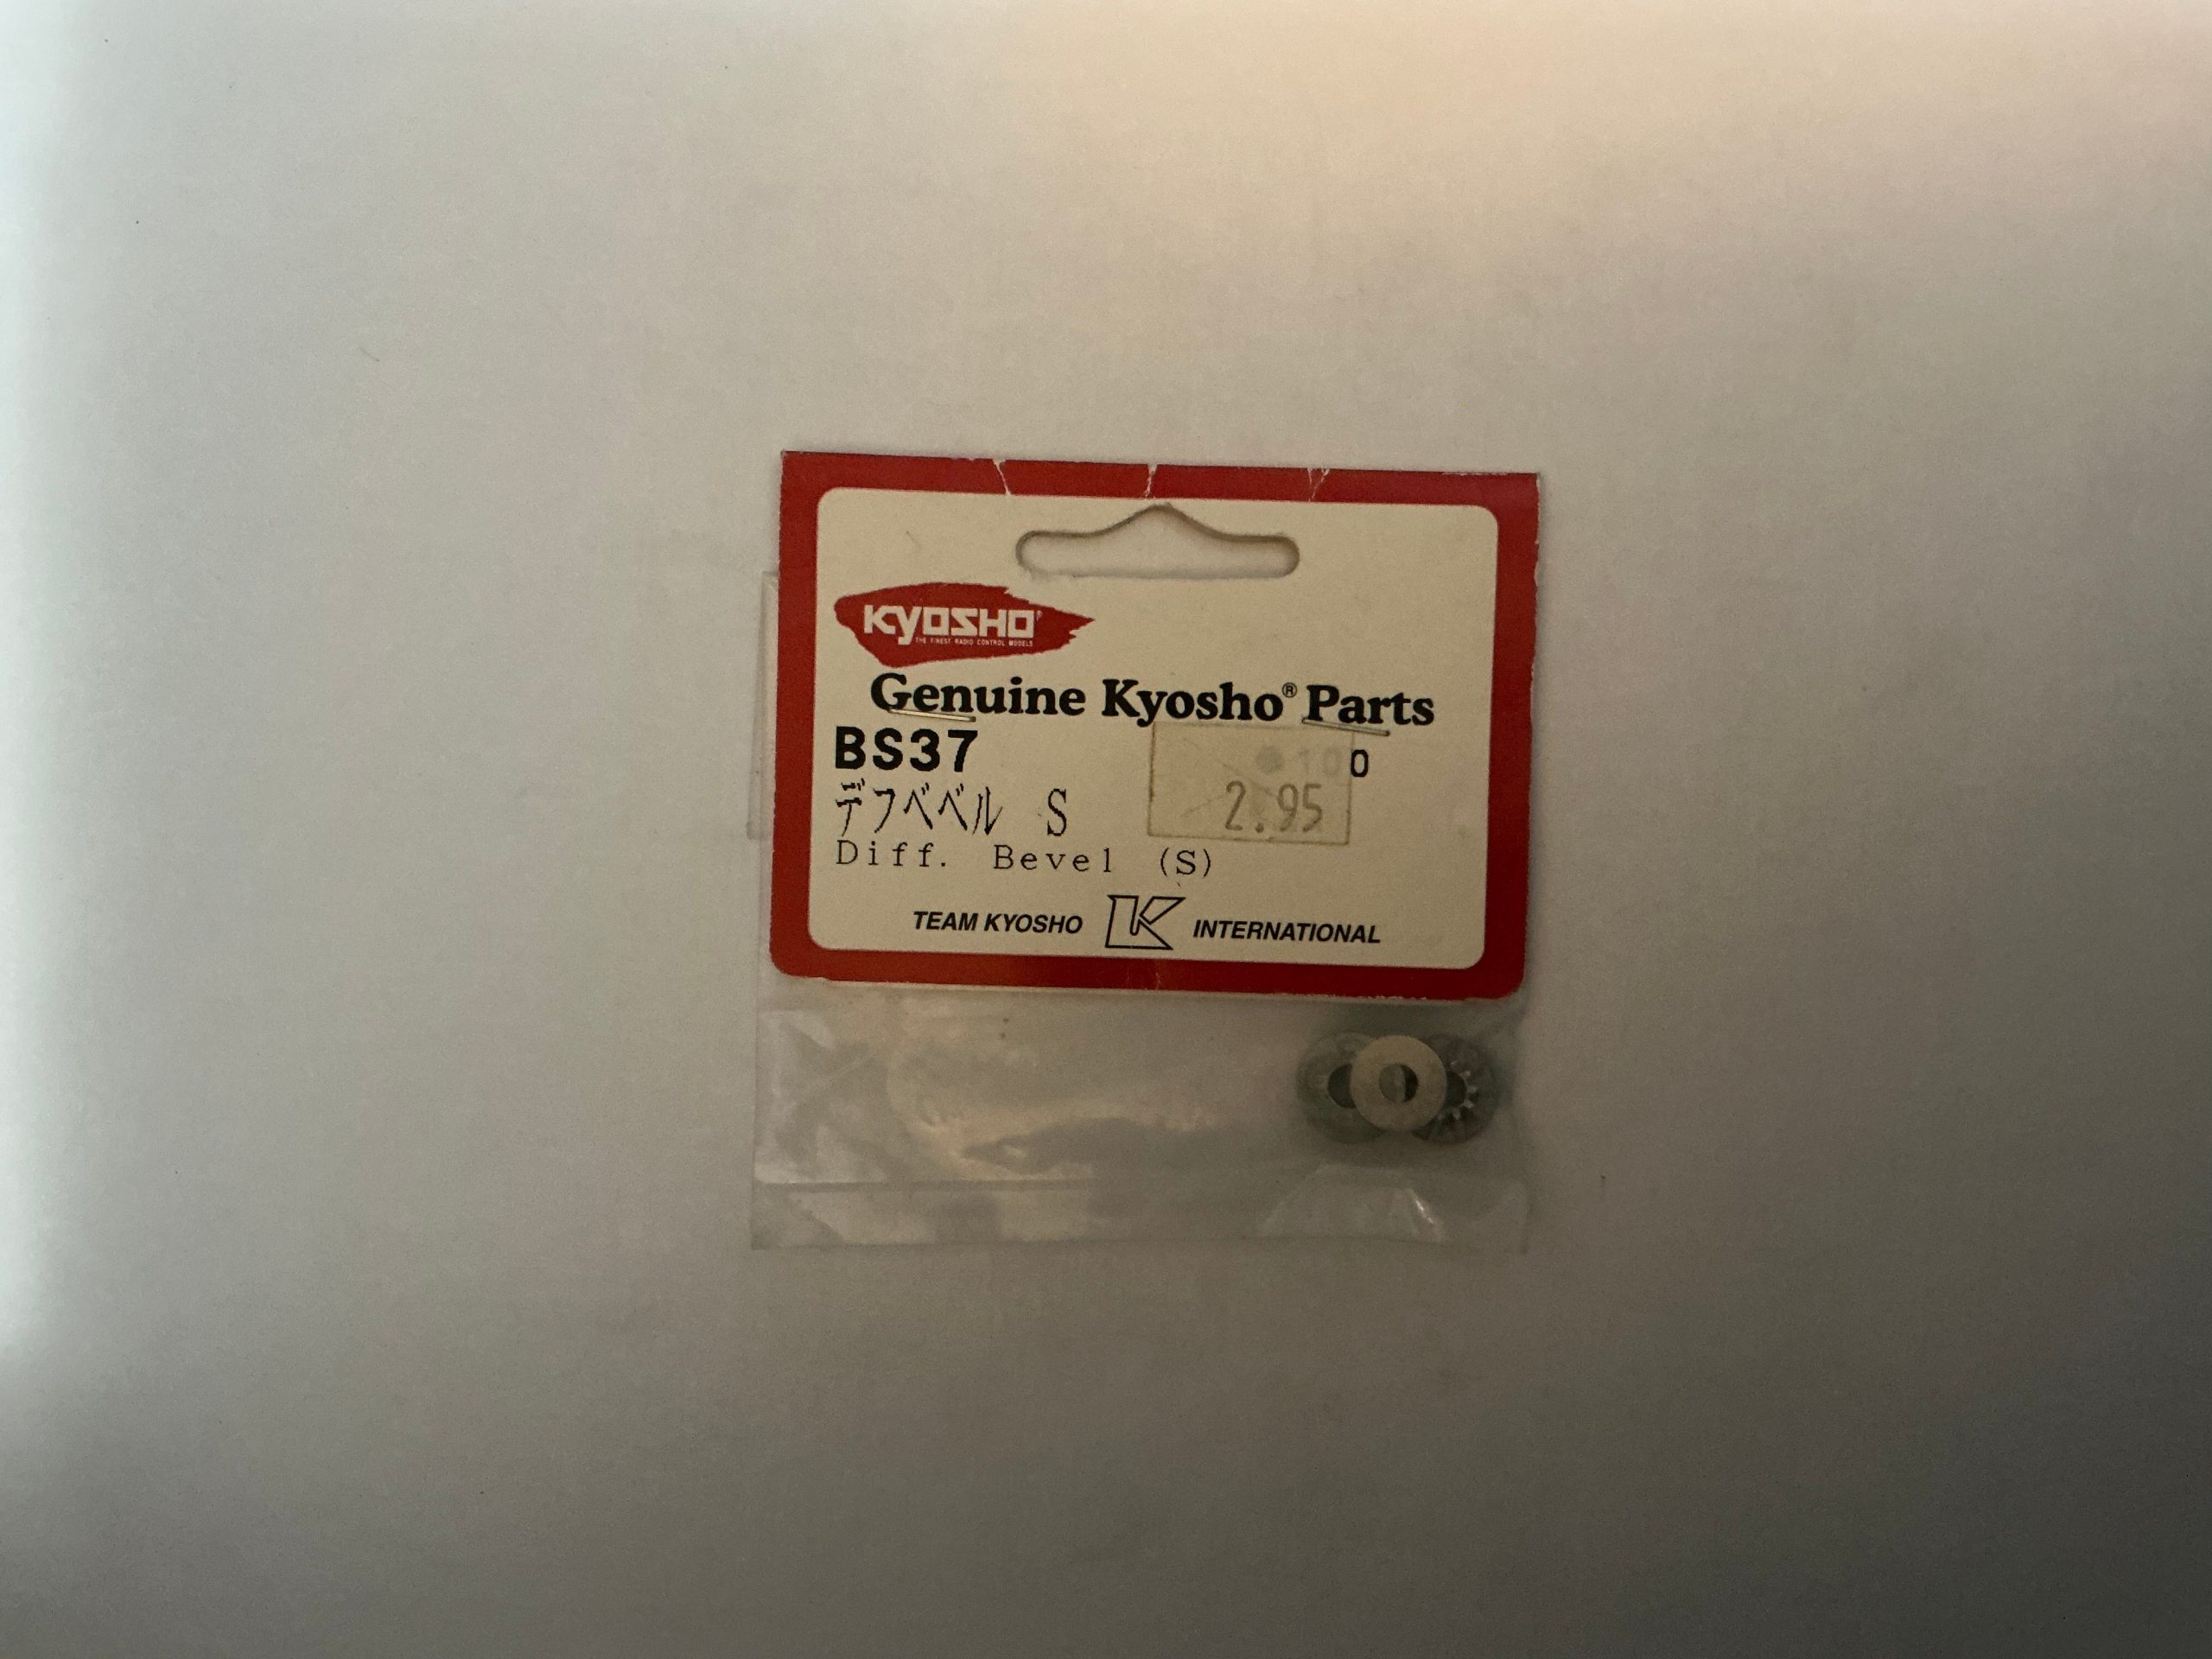 KYOSHO
THE FINEST RADIO CONTROL MODELS
Genuine Kyosho® Parts
BS37
100
デフベベル S
2.95
Diff. Bevel (S)
TEAM KYOSHO K INTERNATIONAL